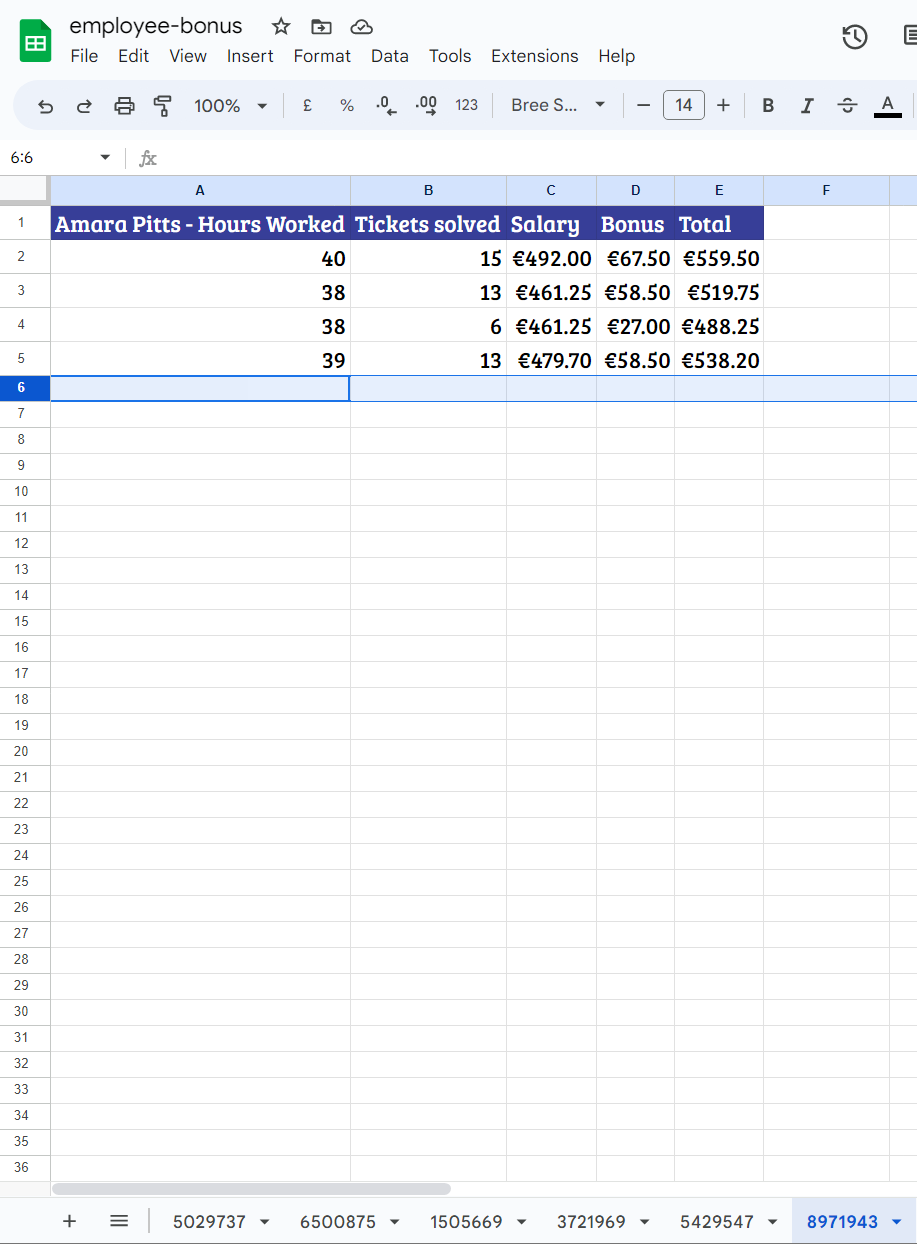 employee-bonus
File Edit View Insert Format Data Tools Extensions Help
100% £ % .0 .00 123 Bree S... − 14 + B I S A
6:6 fx
A B C D E F
1 Amara Pitts - Hours Worked Tickets solved Salary Bonus Total
2 40 15 €492.00 €67.50 €559.50
3 38 13 €461.25 €58.50 €519.75
4 38 6 €461.25 €27.00 €488.25
5 39 13 €479.70 €58.50 €538.20
6
7
8
9
10
11
12
13
14
15
16
17
18
19
20
21
22
23
24
25
26
27
28
29
30
31
32
33
34
35
36
+ 5029737 6500875 1505669 3721969 5429547 8971943